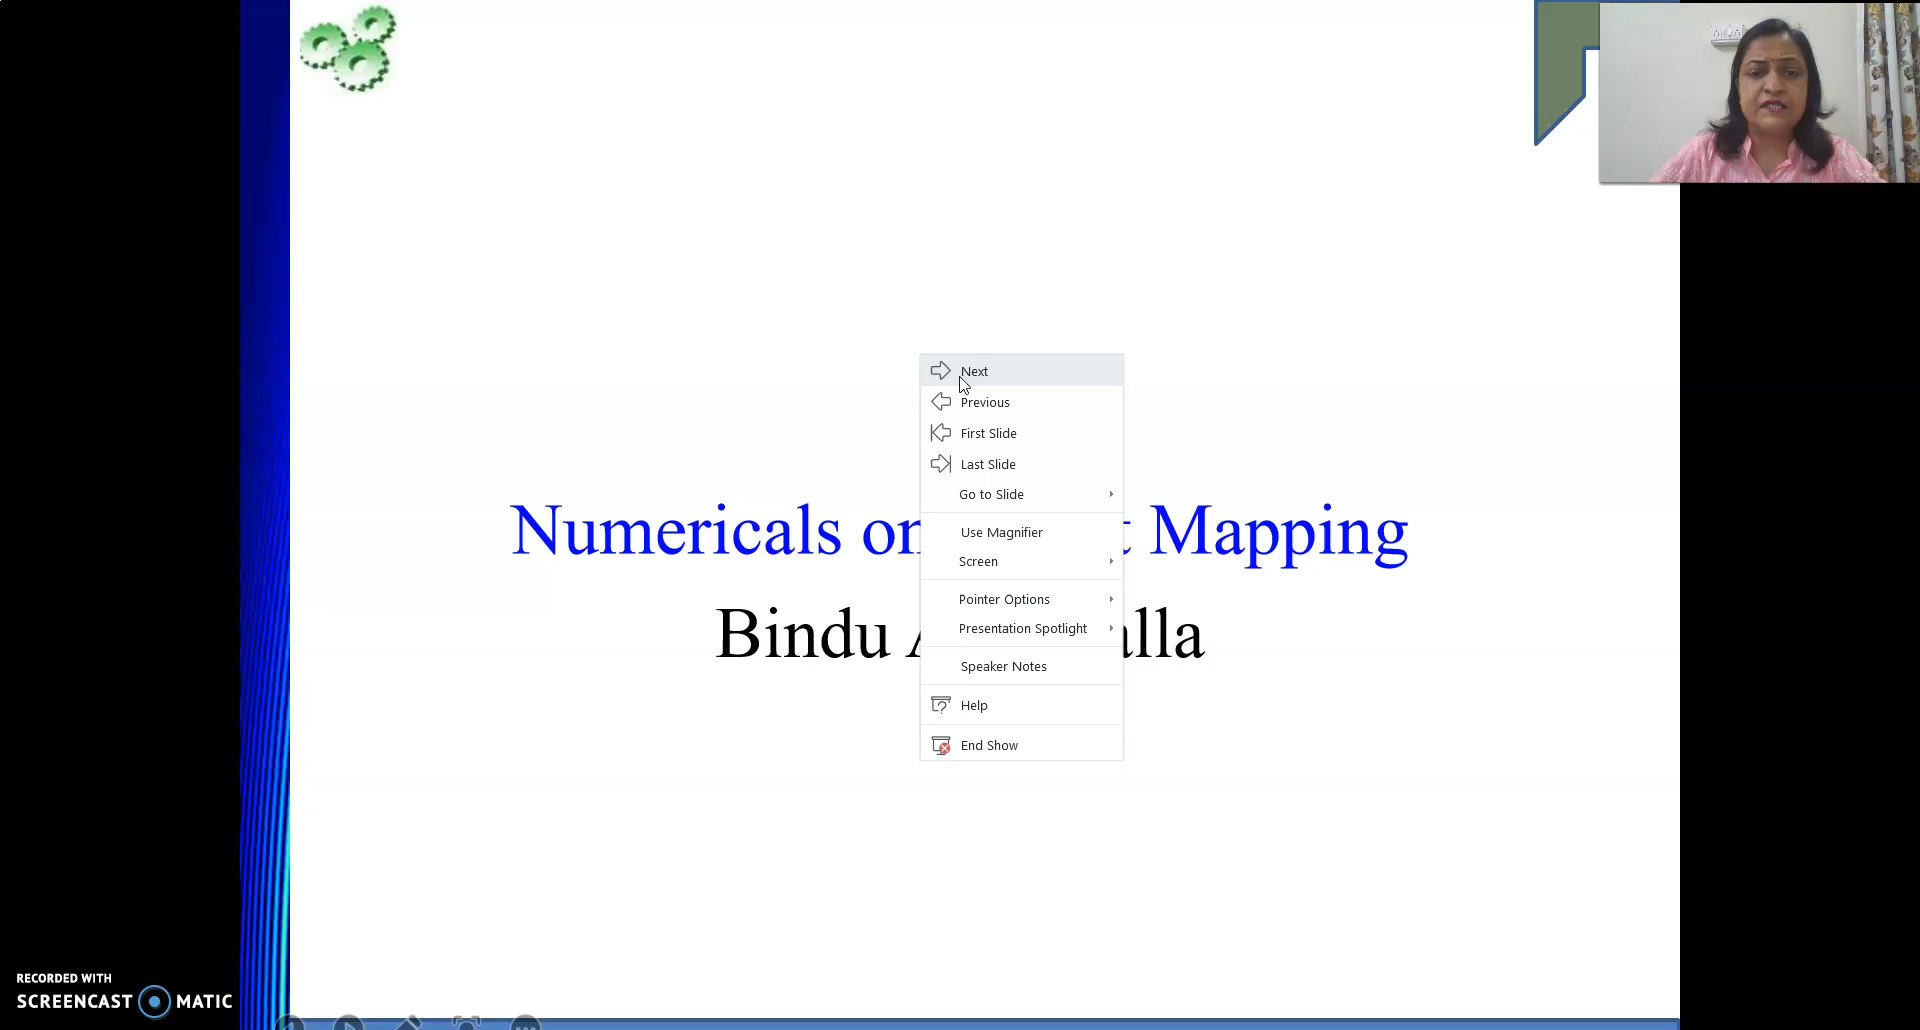 Next
Previous
First Slide
Last Slide
Go to Slide
Numericals on t Mapping
Use Magnifier
Screen
Pointer Options
Bindu alla
Presentation Spotlight
Speaker Notes
Help
End Show
RECORDED WITH
SCREENCAST MATIC